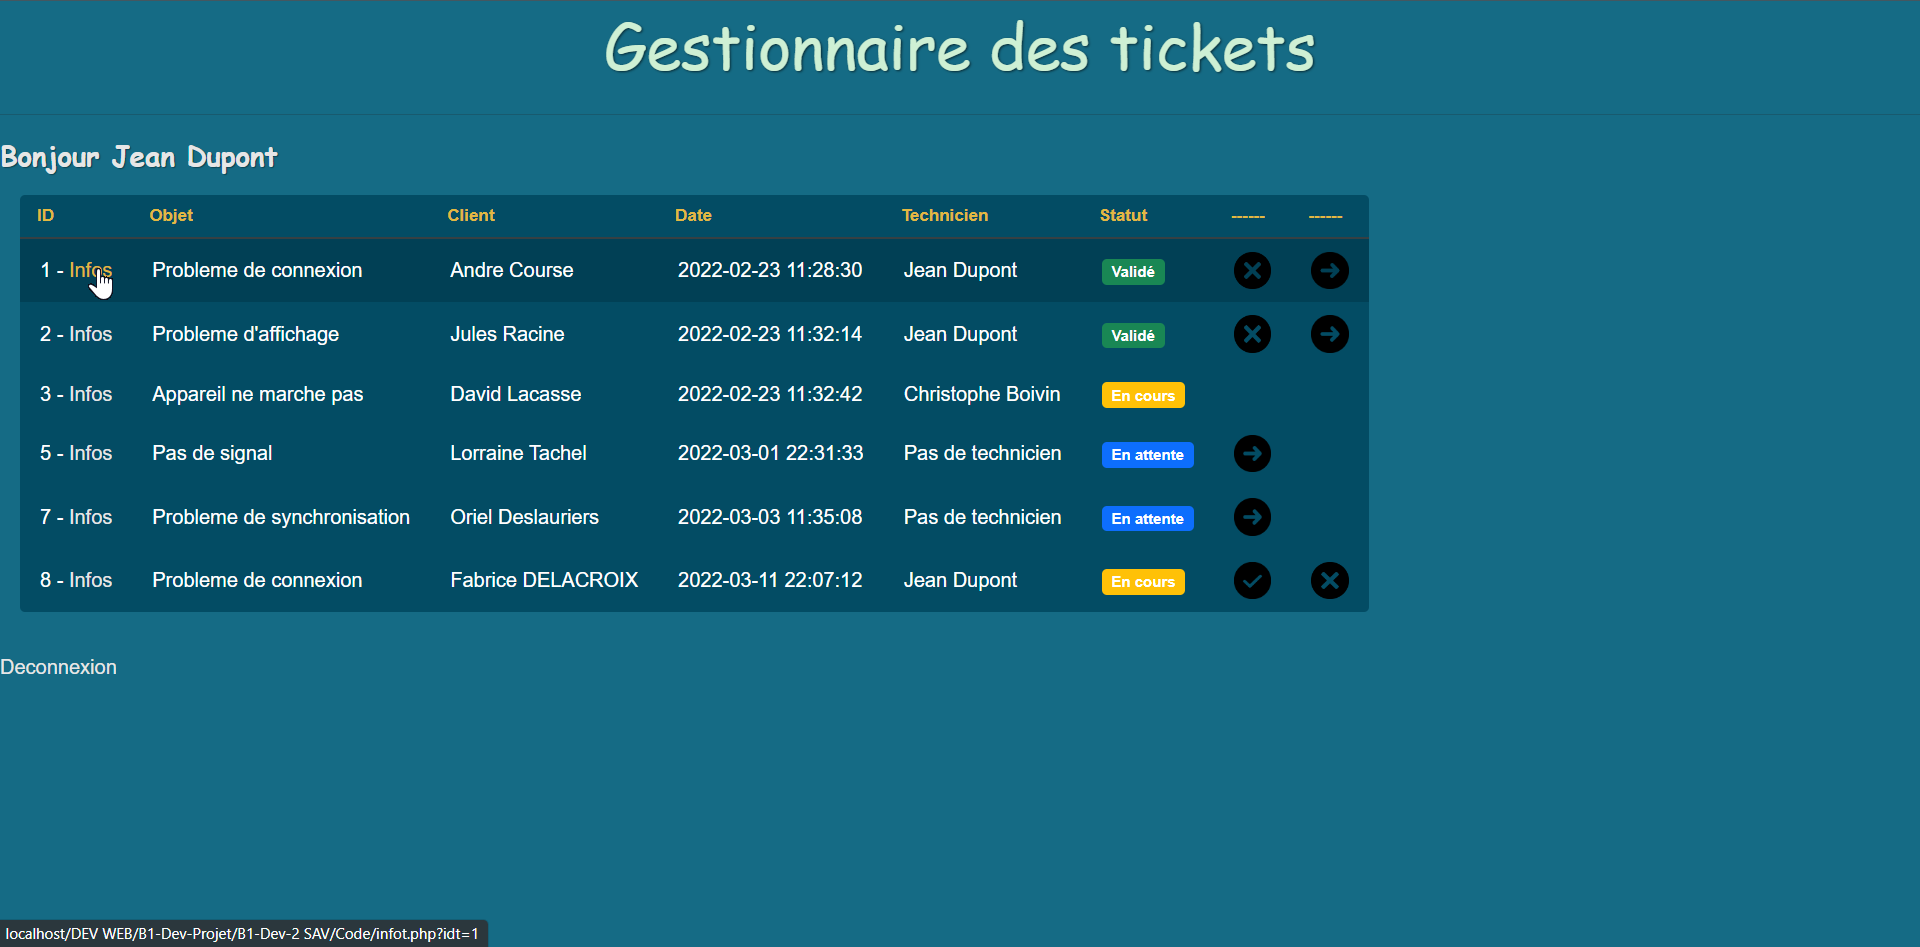 Gestionnaire des tickets
Bonjour Jean Dupont
ID Objet Client Date Technicien Statut ------ ------
1 - Infos Probleme de connexion Andre Course 2022-02-23 11:28:30 Jean Dupont Validé
2 - Infos Probleme d'affichage Jules Racine 2022-02-23 11:32:14 Jean Dupont Validé
3 - Infos Appareil ne marche pas David Lacasse 2022-02-23 11:32:42 Christophe Boivin En cours
5 - Infos Pas de signal Lorraine Tachel 2022-03-01 22:31:33 Pas de technicien En attente
7 - Infos Probleme de synchronisation Oriel Deslauriers 2022-03-03 11:35:08 Pas de technicien En attente
8 - Infos Probleme de connexion Fabrice DELACROIX 2022-03-11 22:07:12 Jean Dupont En cours
Deconnexion
localhost/DEV WEB/B1-Dev-Projet/B1-Dev-2 SAV/Code/infot.php?idt=1